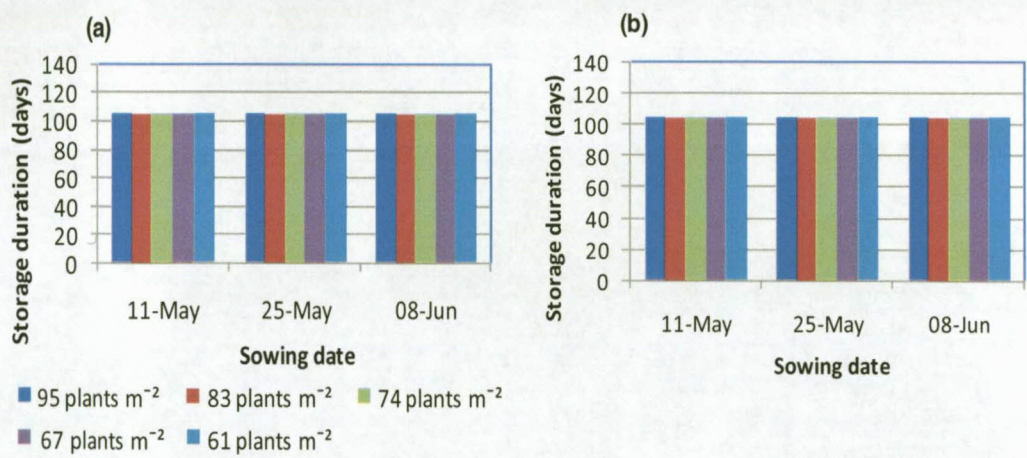 (a)
Storage duration (days)
140
120
100
80
60
40
20
0
11-May 25-May 08-Jun
Sowing date
95 plants m⁻² 83 plants m⁻² 74 plants m⁻²
67 plants m⁻² 61 plants m⁻²
(b)
Storage duration (days)
140
120
100
80
60
40
20
0
11-May 25-May 08-Jun
Sowing date